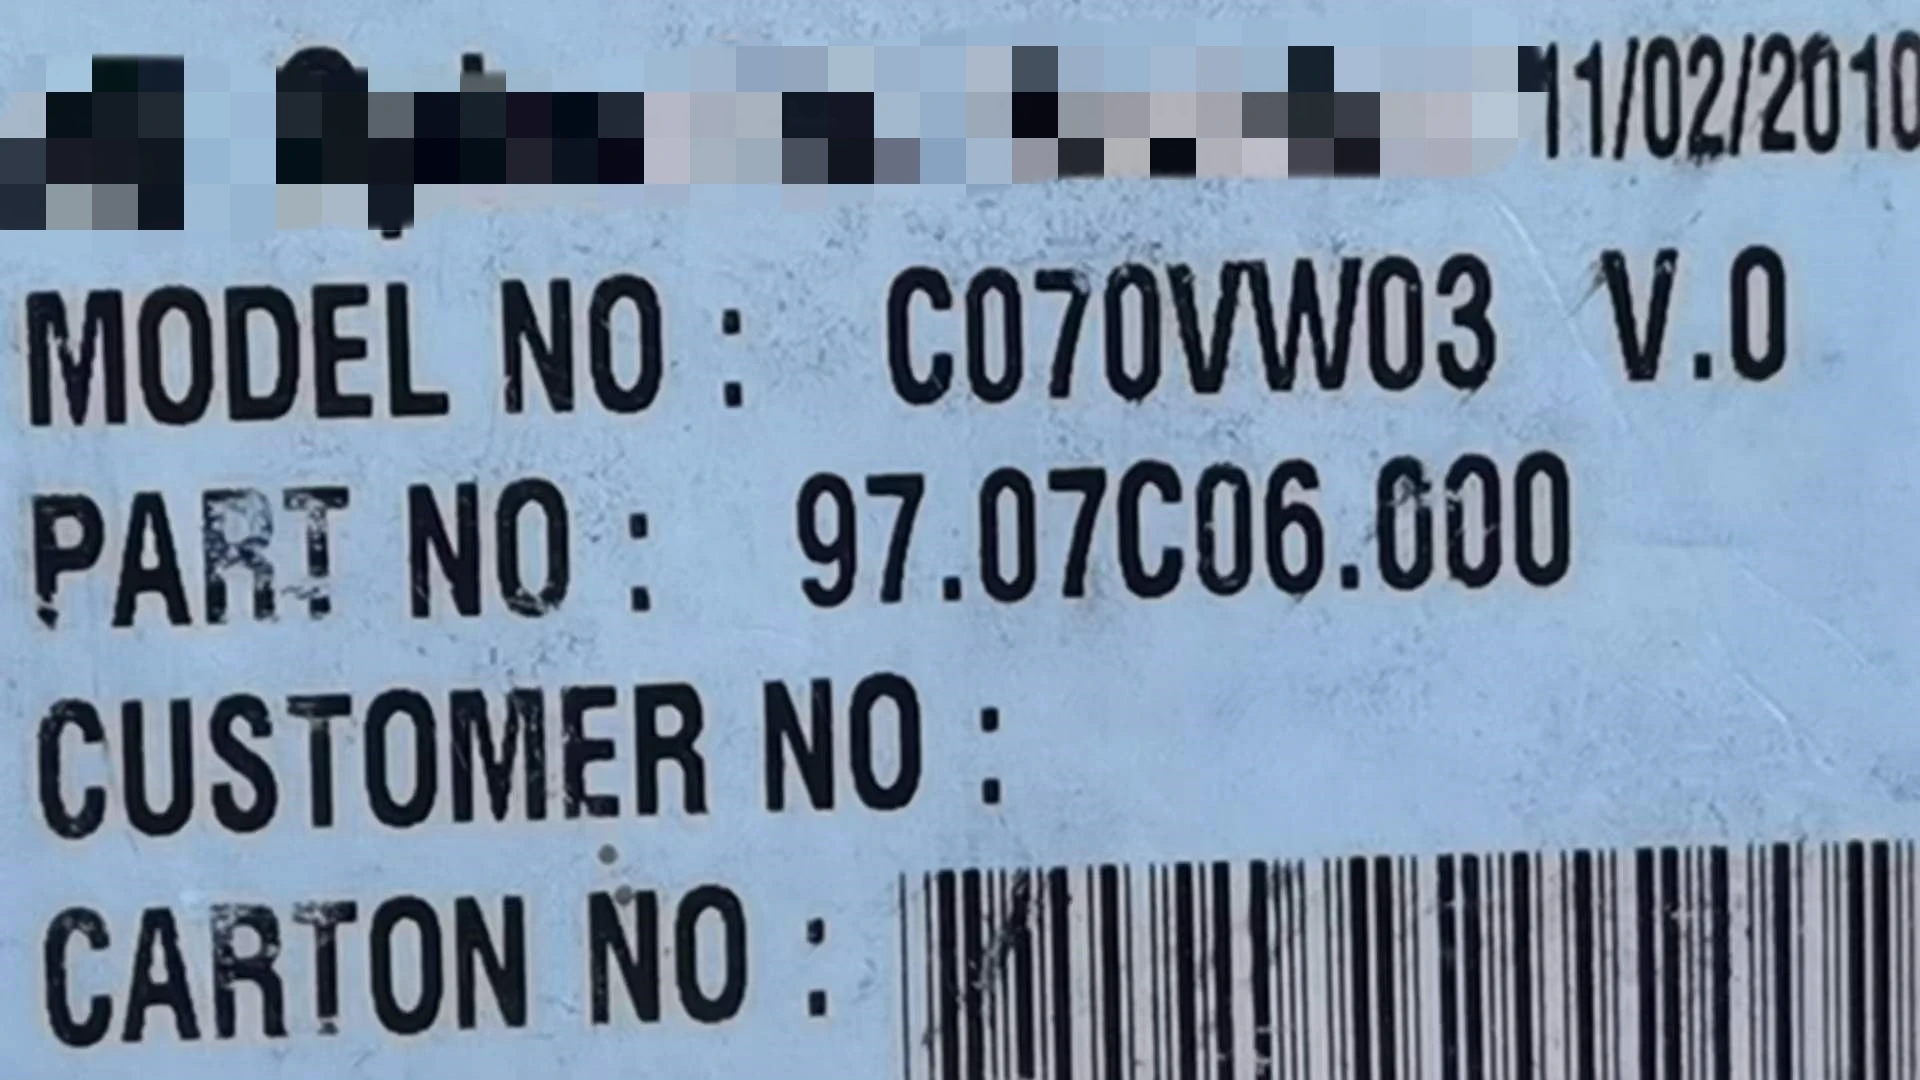 11/02/2010
MODEL NO : C070VW03 V.0
PART NO : 97.07C06.000
CUSTOMER NO :
CARTON NO :